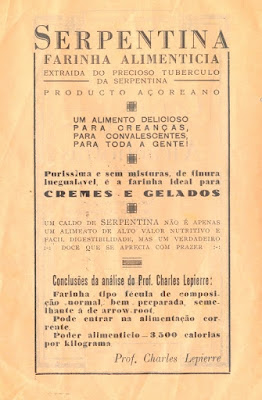 SERPENTINA
FARINHA ALIMENTICIA
EXTRAIDA DO PRECIOSO TUBERCULO
DA SERPENTINA
PRODUCTO AÇOREANO
UM ALIMENTO DELICIOSO
PARA CREANÇAS,
PARA CONVALESCENTES,
PARA TODA A GENTE!
Purissima e sem misturas, de finura
inegualavel, é a farinha ideal para
CREMES E GELADOS
UM CALDO DE SERPENTINA NÃO É APENAS
UM ALIMENTO DE ALTO VALOR NUTRITIVO E
FACIL DIGESTIBILIDADE, MAS UM VERDADEIRO
:-: DOCE QUE SE APRECIA COM PRAZER :-:
Conclusões da análise do Prof. Charles Lepierre:
Farinha tipo fécula de composi-
ção normal, bem preparada, seme-
lhante á de arrow-root.
Pode entrar na alimentação cor-
rente.
Poder alimenticio—3.500 calorias
por kilograma.
Prof. Charles Lepierre